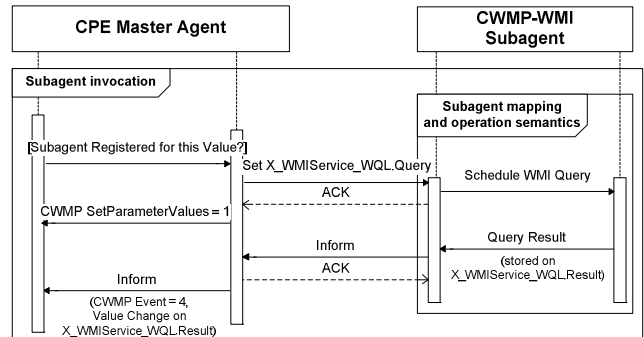 CPE Master Agent
CWMP-WMI
Subagent
Subagent invocation
Subagent mapping
and operation semantics
[Subagent Registered for this Value?]
Set X_WMIService_WQL.Query
Schedule WMI Query
ACK
CWMP SetParameterValues = 1
Inform
Query Result
(stored on
X_WMIService_WQL.Result)
ACK
Inform
(CWMP Event = 4,
Value Change on
X_WMIService_WQL.Result)